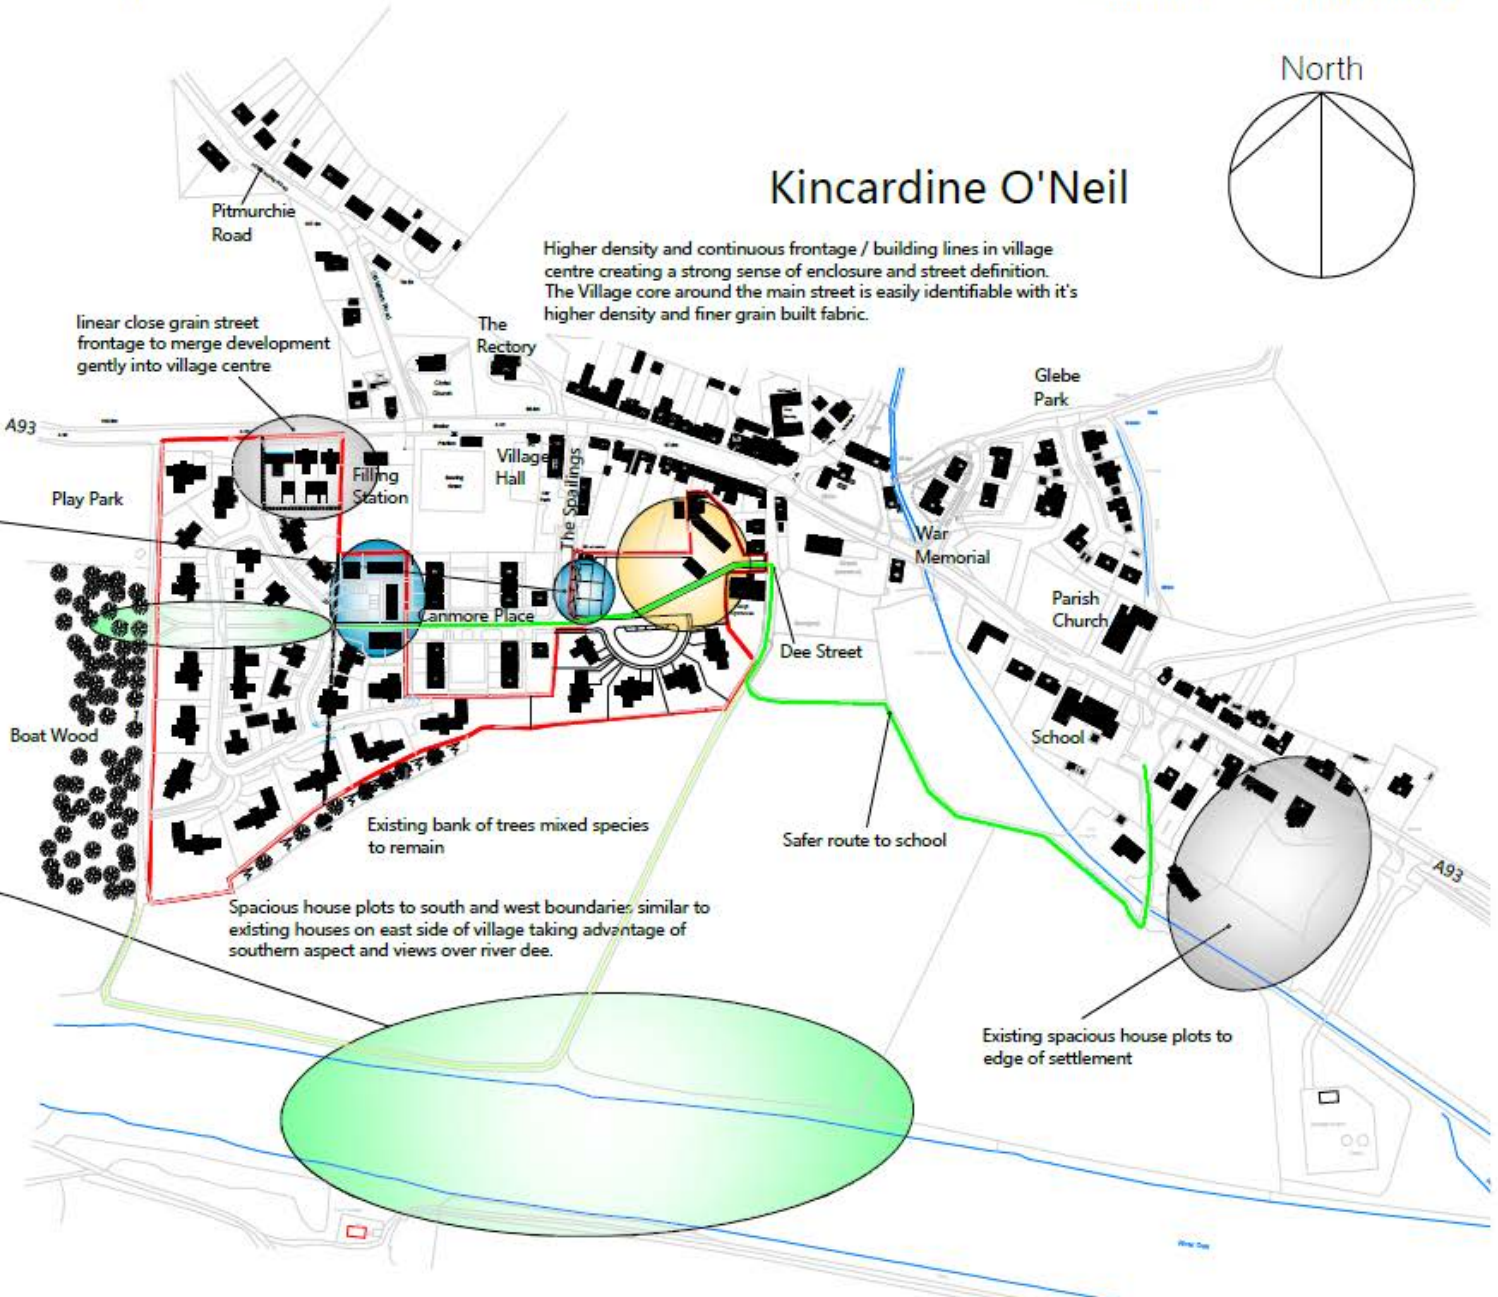 North
Kincardine O'Neil
Pitmurchie
Road
Higher density and continuous frontage / building lines in village
centre creating a strong sense of enclosure and street definition.
The Village core around the main street is easily identifiable with it's
higher density and finer grain built fabric.
linear close grain street
frontage to merge development
gently into village centre
The
Rectory
Glebe
Park
A93
Village
Hall
The Spailings
Filling
Station
Play Park
War
Memorial
Canmore Place
Parish
Church
Dee Street
Boat Wood
School
Existing bank of trees mixed species
to remain
Safer route to school
A93
Spacious house plots to south and west boundaries similar to
existing houses on east side of village taking advantage of
southern aspect and views over river dee.
Existing spacious house plots to
edge of settlement
River Dee